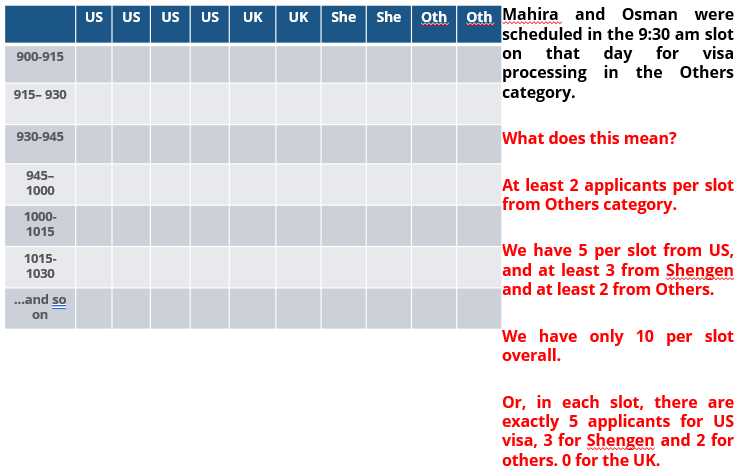 US US US US UK UK She She Oth Oth
900-915
915– 930
930-945
945–
1000
1000-
1015
1015-
1030
...and so
on
Mahira and Osman were
scheduled in the 9:30 am slot
on that day for visa
processing in the Others
category.
What does this mean?
At least 2 applicants per slot
from Others category.
We have 5 per slot from US,
and at least 3 from Shengen
and at least 2 from Others.
We have only 10 per slot
overall.
Or, in each slot, there are
exactly 5 applicants for US
visa, 3 for Shengen and 2 for
others. 0 for the UK.